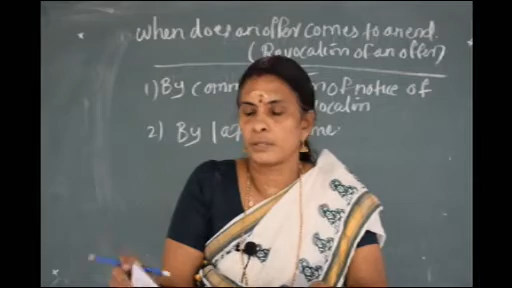 When does an offer comes to an end.
(Revocation of an offer)
1) By comm n of notice of
ocation
2) By la me.